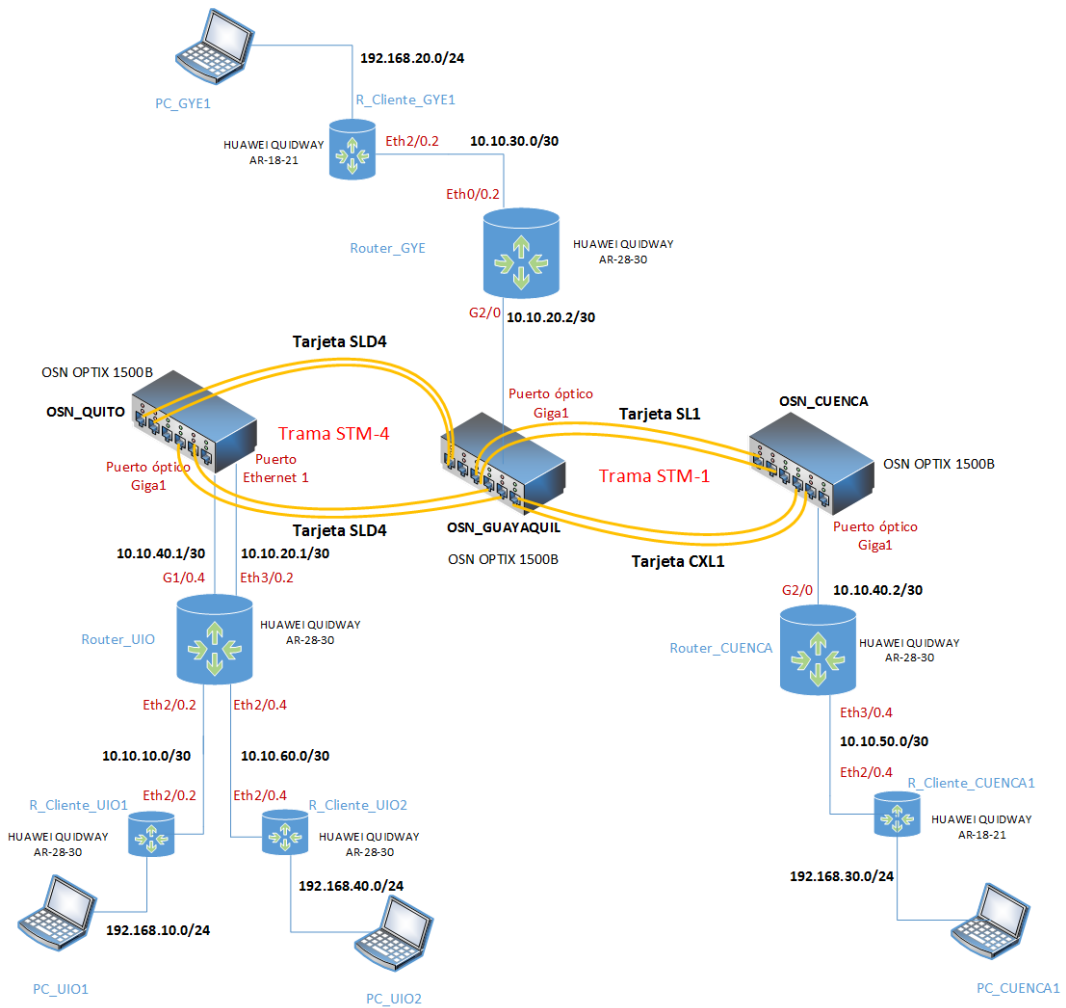 192.168.20.0/24
PC_GYE1
R_Cliente_GYE1
HUAWEI QUIDWAY
AR-18-21
Eth2/0.2
10.10.30.0/30
Eth0/0.2
Router_GYE
HUAWEI QUIDWAY
AR-28-30
G2/0
10.10.20.2/30
Tarjeta SLD4
OSN OPTIX 1500B
OSN_QUITO
Trama STM-4
Puerto óptico
Giga1
Puerto
Ethernet 1
Tarjeta SLD4
Puerto óptico
Giga1
Tarjeta SL1
Trama STM-1
OSN_GUAYAQUIL
OSN OPTIX 1500B
Tarjeta CXL1
OSN_CUENCA
OSN OPTIX 1500B
Puerto óptico
Giga1
10.10.40.1/30
10.10.20.1/30
G1/0.4
Eth3/0.2
Router_UIO
HUAWEI QUIDWAY
AR-28-30
G2/0
10.10.40.2/30
Router_CUENCA
HUAWEI QUIDWAY
AR-28-30
Eth2/0.2
Eth2/0.4
10.10.10.0/30
10.10.60.0/30
Eth2/0.2
Eth2/0.4
R_Cliente_UIO1
HUAWEI QUIDWAY
AR-28-30
R_Cliente_UIO2
HUAWEI QUIDWAY
AR-28-30
Eth3/0.4
10.10.50.0/30
Eth2/0.4
R_Cliente_CUENCA1
HUAWEI QUIDWAY
AR-18-21
192.168.10.0/24
PC_UIO1
192.168.40.0/24
PC_UIO2
192.168.30.0/24
PC_CUENCA1